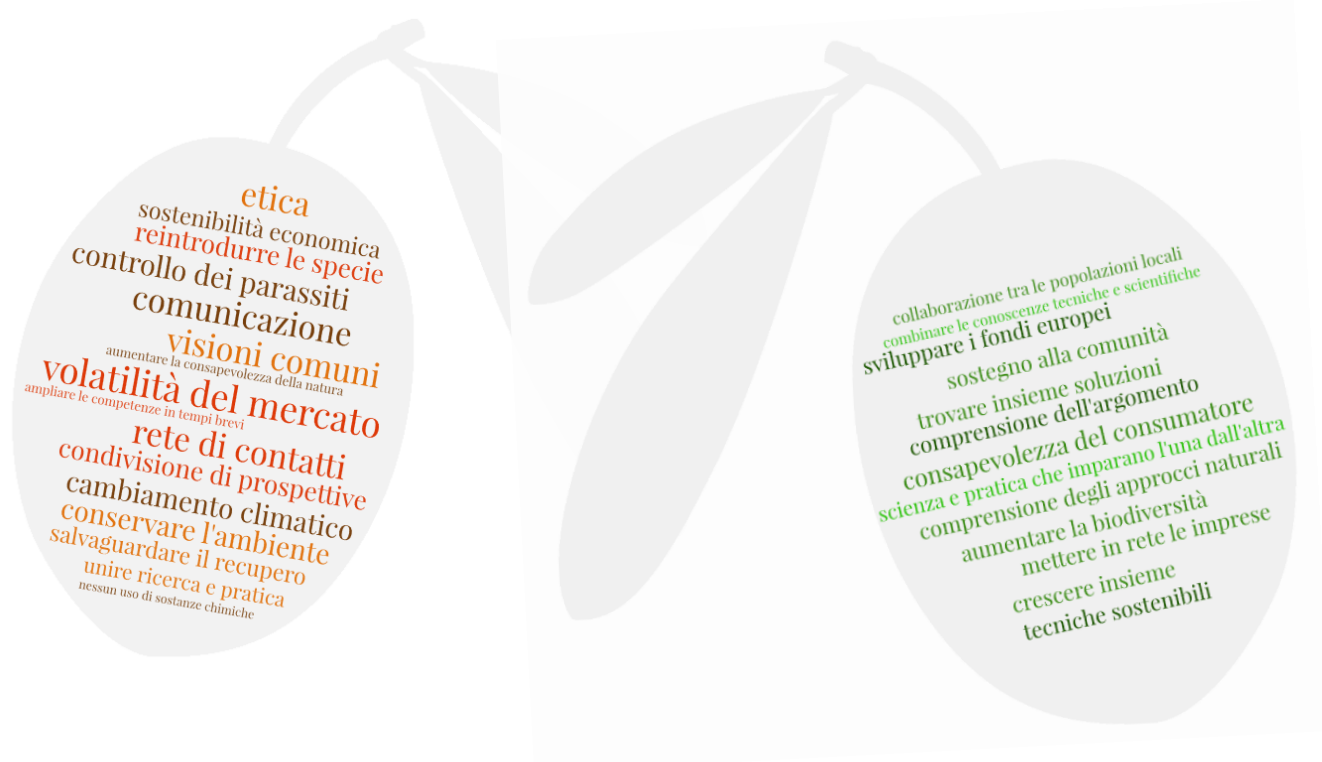 etica
sostenibilità economica
reintrodurre le specie
controllo dei parassiti
comunicazione
visioni comuni
aumentare la consapevolezza della natura
volatilità del mercato
ampliare le competenze in tempi brevi
rete di contatti
condivisione di prospettive
cambiamento climatico
conservare l'ambiente
salvaguardare il recupero
unire ricerca e pratica
nessun uso di sostanze chimiche
collaborazione tra le popolazioni locali
combinare le conoscenze tecniche e scientifiche
sviluppare i fondi europei
sostegno alla comunità
trovare insieme soluzioni
comprensione dell'argomento
consapevolezza del consumatore
scienza e pratica che imparano l'una dall'altra
comprensione degli approcci naturali
aumentare la biodiversità
mettere in rete le imprese
crescere insieme
tecniche sostenibili